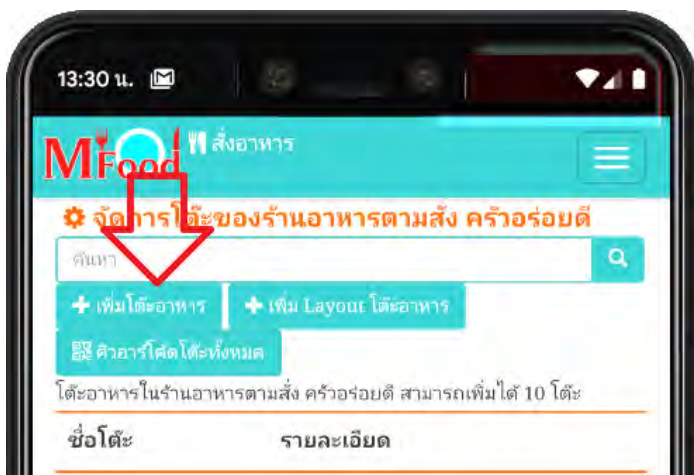 13:30 น.
MFood สั่งอาหาร
จัดการโต๊ะของร้านอาหารตามสั่ง ครัวอร่อยดี
ค้นหา
เพิ่มโต๊ะอาหาร เพิ่ม Layout โต๊ะอาหาร
คิวอาร์โค้ดโต๊ะทั้งหมด
โต๊ะอาหารในร้านอาหารตามสั่ง ครัวอร่อยดี สามารถเพิ่มได้ 10 โต๊ะ
ชื่อโต๊ะ รายละเอียด